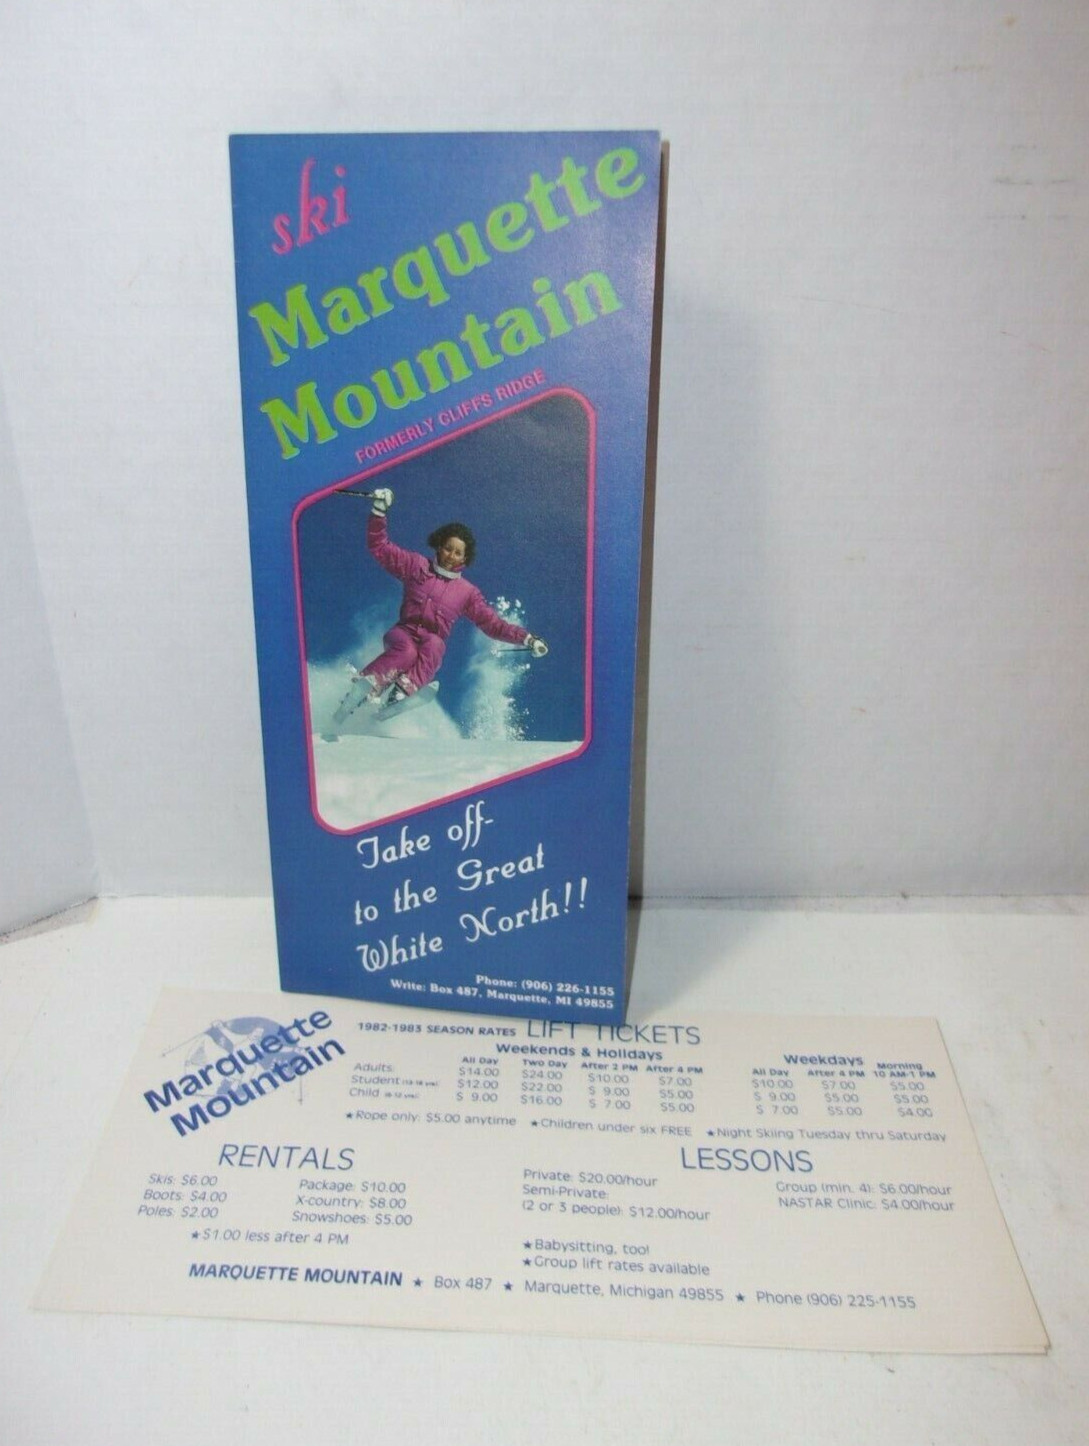 ski
Marquette
Mountain
FORMERLY CLIFFS RIDGE
Take off-
to the Great
White North!!
Phone: (906) 226-1155
Write: Box 487, Marquette, MI 49855
Marquette
Mountain
1982-1983 SEASON RATES LIFT TICKETS
Weekends & Holidays Weekdays
All Day Two Day After 2 PM After 4 PM All Day After 4 PM Morning 10 AM-1 PM
Adults: $14.00 $24.00 $10.00 $7.00 $10.00 $7.00 $5.00
Student (13-18 yrs.) $12.00 $22.00 $ 9.00 $5.00 $ 9.00 $5.00 $5.00
Child (6-12 yrs.) $ 9.00 $16.00 $ 7.00 $5.00 $ 7.00 $5.00 $4.00
★Rope only: $5.00 anytime ★Children under six FREE ★Night Skiing Tuesday thru Saturday
RENTALS
Skis: $6.00 Package: $10.00
Boots: $4.00 X-country: $8.00
Poles: $2.00 Snowshoes: $5.00
★$1.00 less after 4 PM
LESSONS
Private: $20.00/hour Group (min. 4): $6.00/hour
Semi-Private: NASTAR Clinic: $4.00/hour
(2 or 3 people): $12.00/hour
★Babysitting, too!
★Group lift rates available
MARQUETTE MOUNTAIN ★ Box 487 ★ Marquette, Michigan 49855 ★ Phone (906) 225-1155